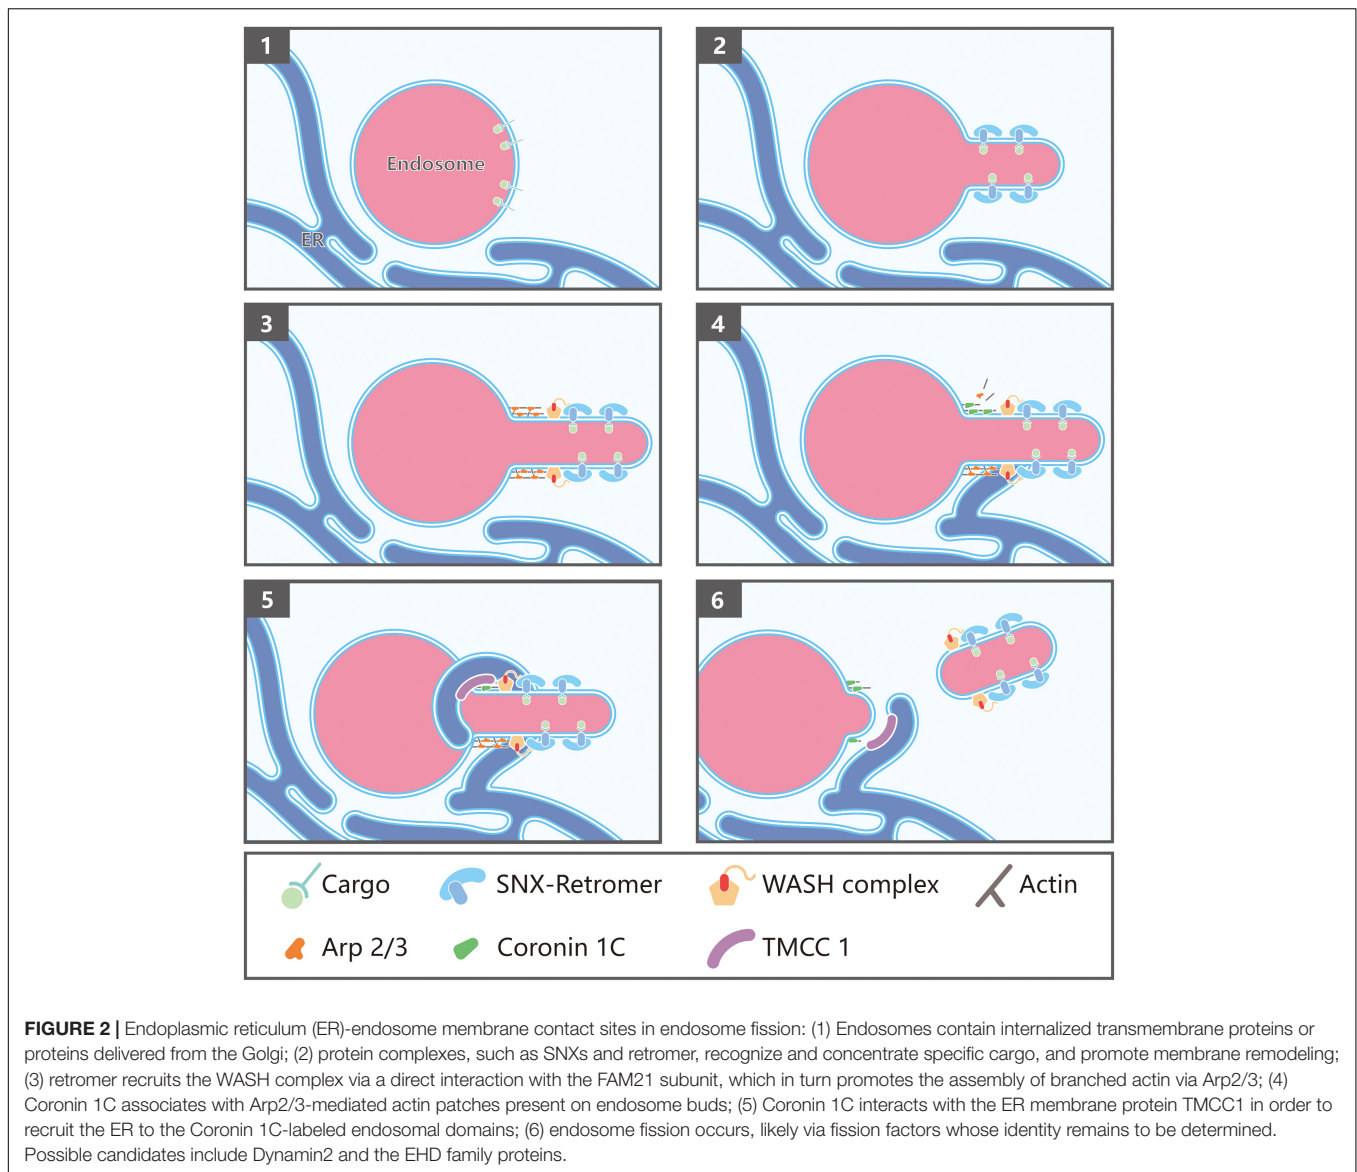 1
2
Endosome
ER
3
4
5
6
Cargo
SNX-Retromer
WASH complex
Actin
Arp 2/3
Coronin 1C
TMCC 1
FIGURE 2 | Endoplasmic reticulum (ER)-endosome membrane contact sites in endosome fission: (1) Endosomes contain internalized transmembrane proteins or
proteins delivered from the Golgi; (2) protein complexes, such as SNXs and retromer, recognize and concentrate specific cargo, and promote membrane remodeling;
(3) retromer recruits the WASH complex via a direct interaction with the FAM21 subunit, which in turn promotes the assembly of branched actin via Arp2/3; (4)
Coronin 1C associates with Arp2/3-mediated actin patches present on endosome buds; (5) Coronin 1C interacts with the ER membrane protein TMCC1 in order to
recruit the ER to the Coronin 1C-labeled endosomal domains; (6) endosome fission occurs, likely via fission factors whose identity remains to be determined.
Possible candidates include Dynamin2 and the EHD family proteins.